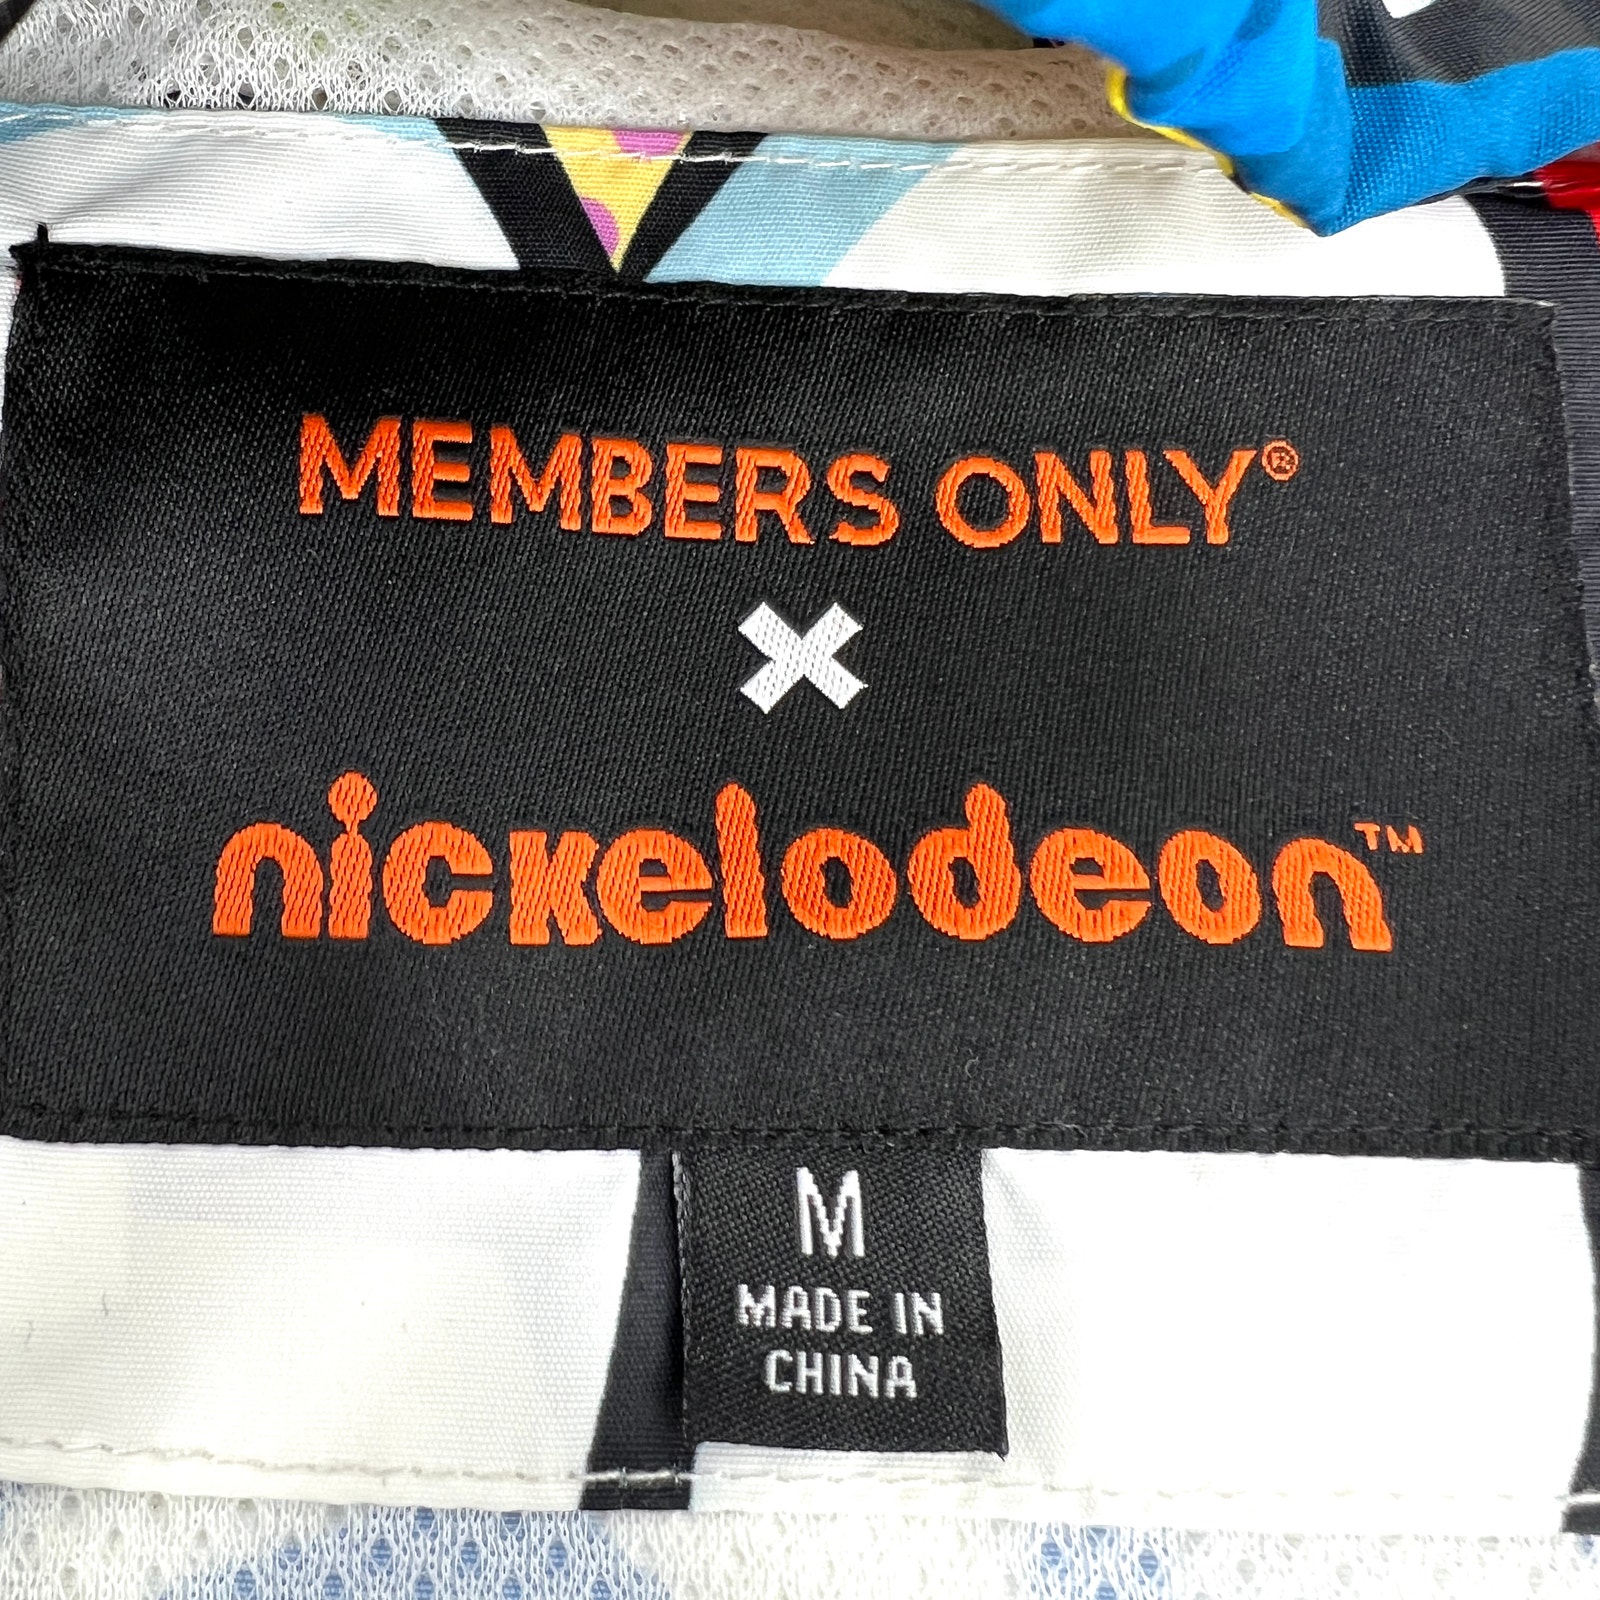 MEMBERS ONLY®
X
nickelodeon™
M
MADE IN
CHINA